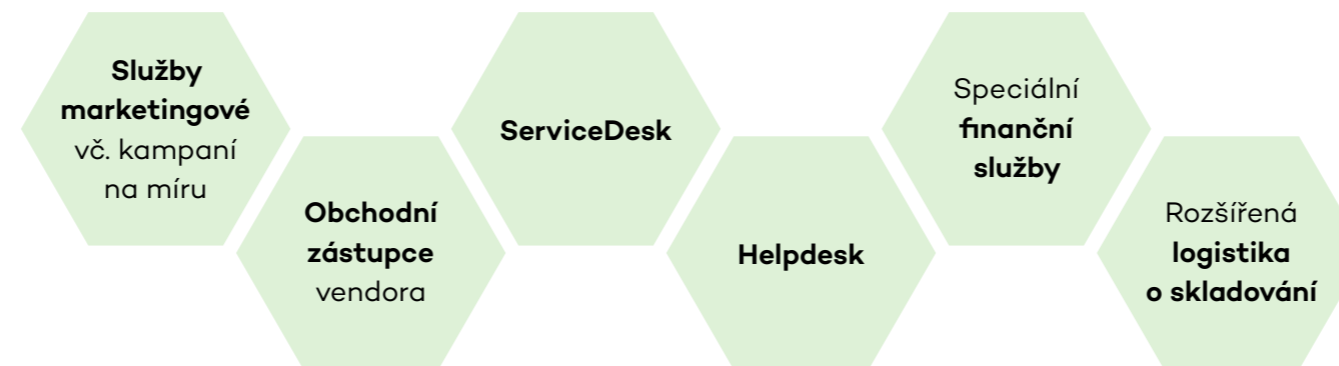 Služby
marketingové
vč. kampaní
na míru
Obchodní
zástupce
vendora
ServiceDesk
Helpdesk
Speciální
finanční
služby
Rozšířená
logistika
o skladování